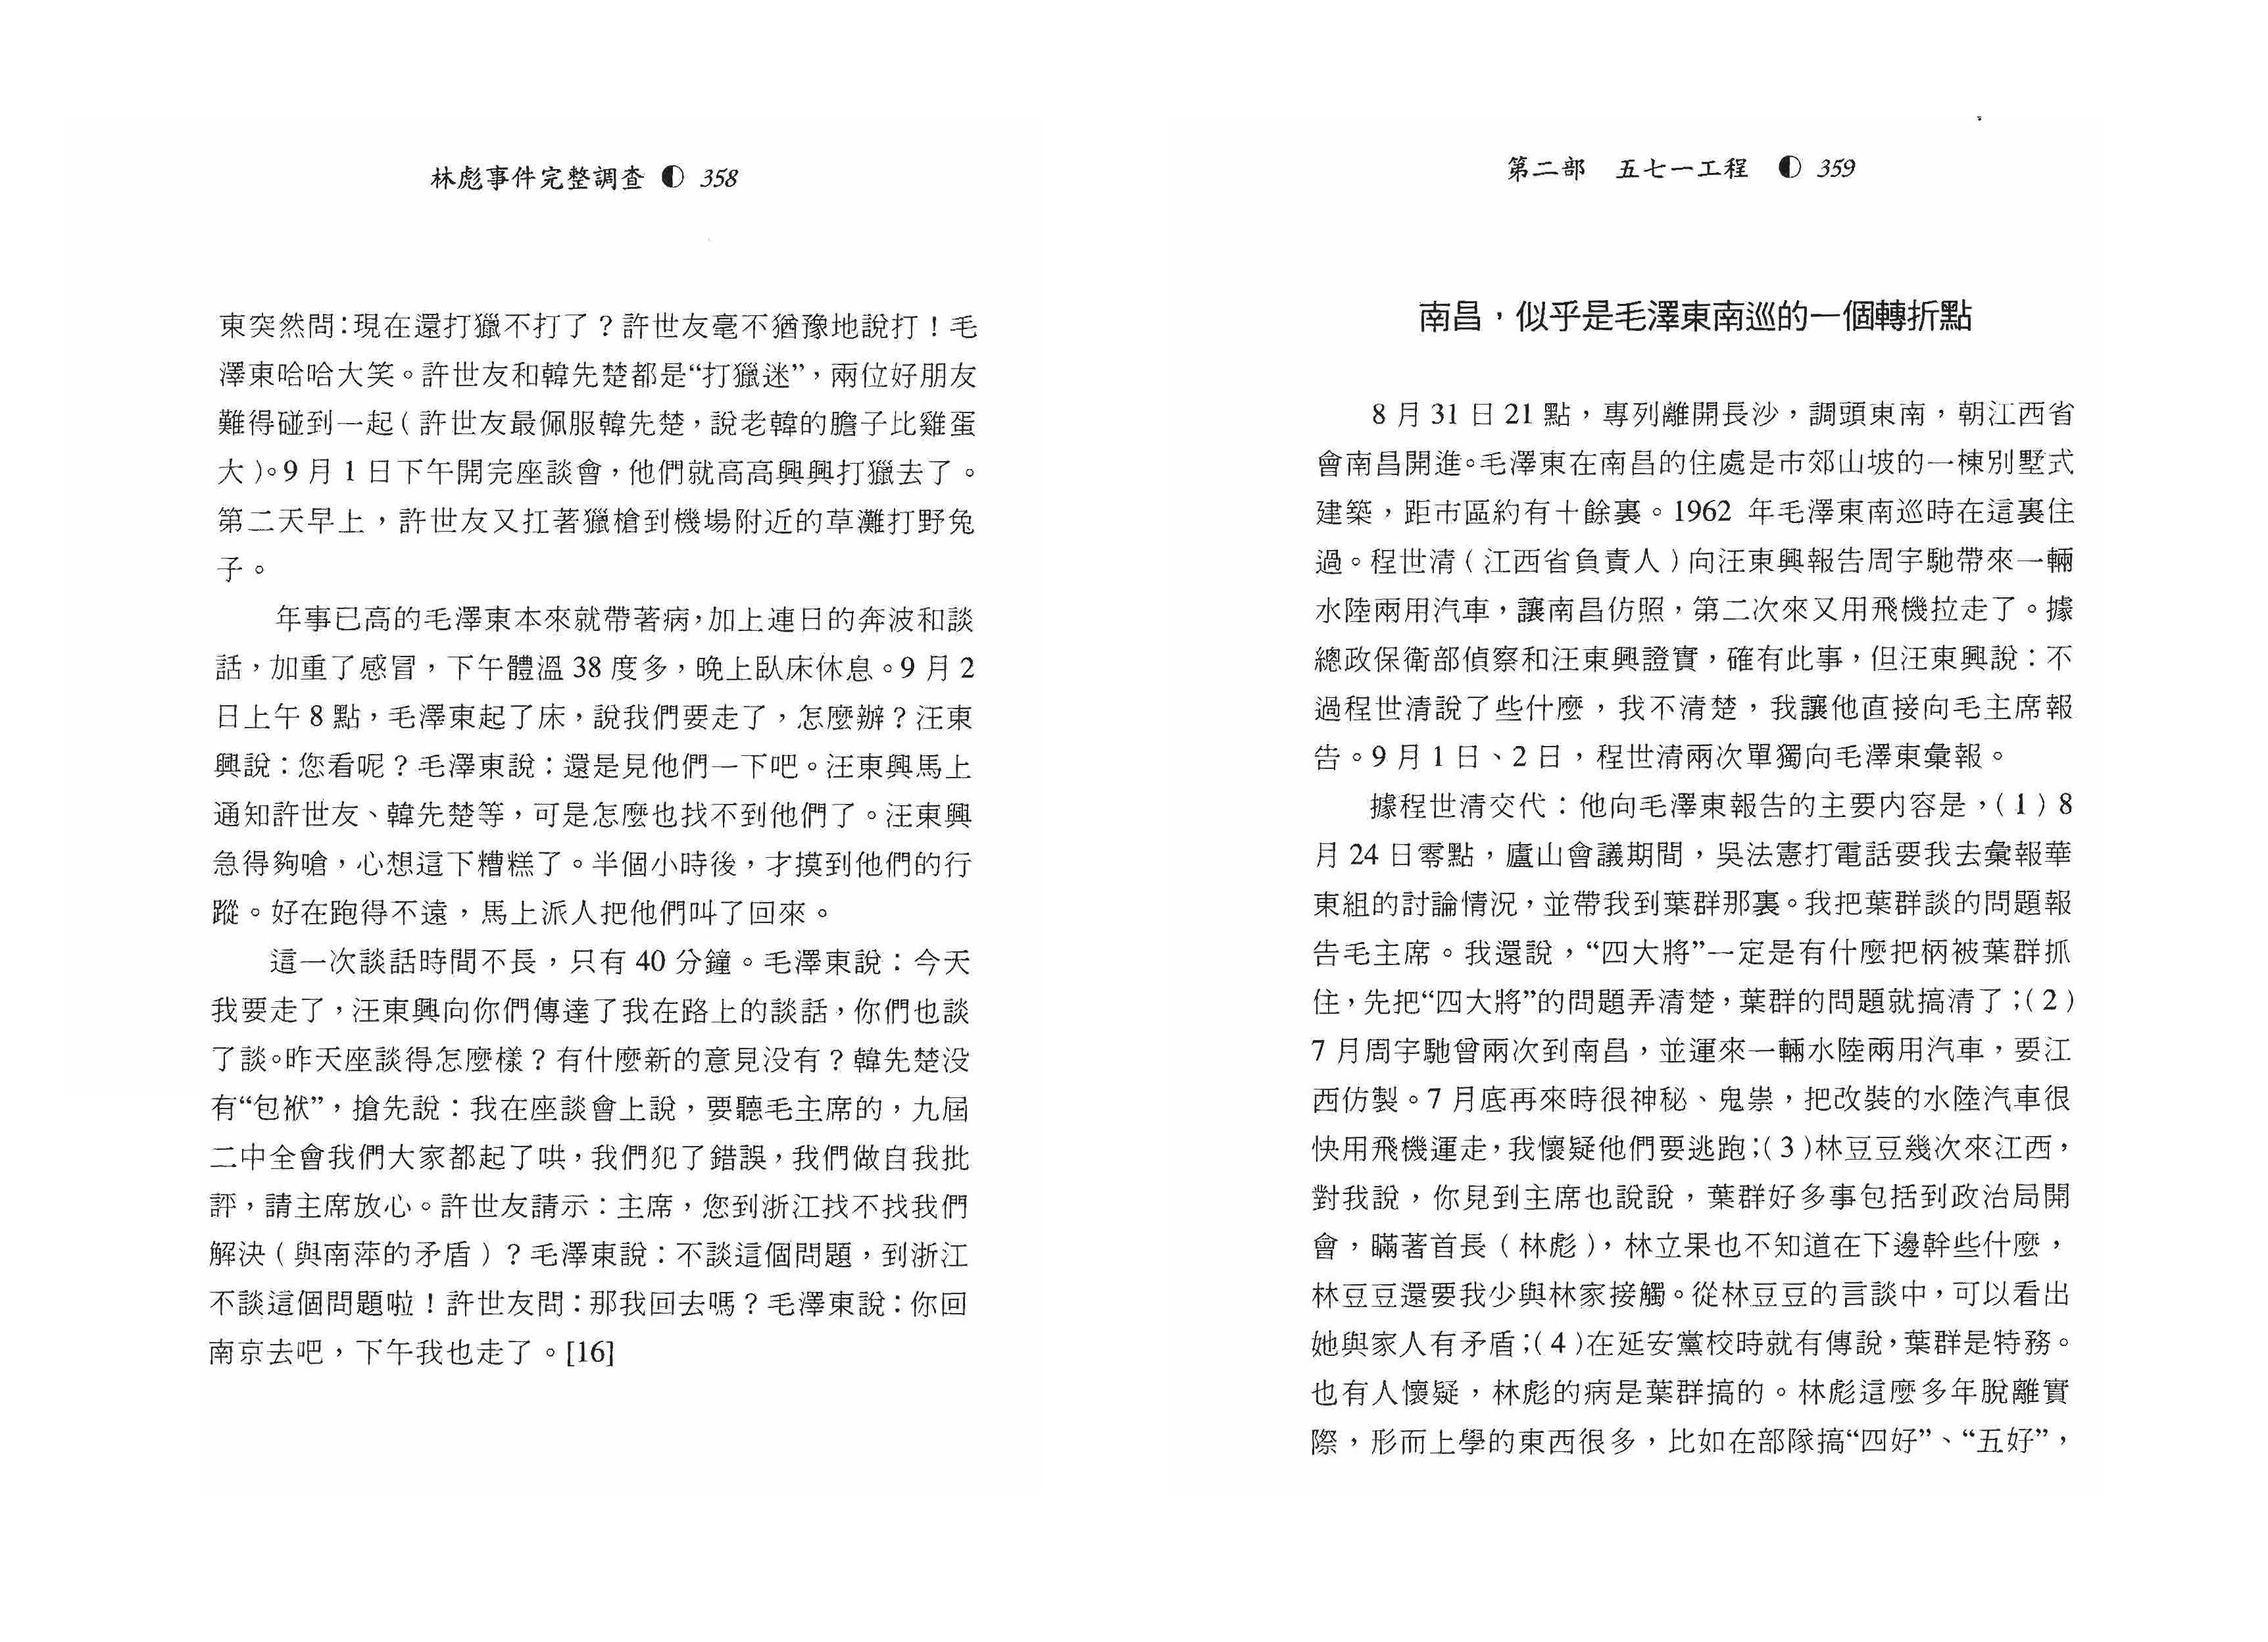 林彪事件完整調查 ◐ 358
東突然問:現在還打獵不打了？許世友毫不猶豫地說打！毛
澤東哈哈大笑。許世友和韓先楚都是“打獵迷”，兩位好朋友
難得碰到一起(許世友最佩服韓先楚，說老韓的膽子比雞蛋
大)。9月1日下午開完座談會，他們就高高興興打獵去了。
第二天早上，許世友又扛著獵槍到機場附近的草灘打野兔
子。
年事已高的毛澤東本來就帶著病，加上連日的奔波和談
話，加重了感冒，下午體溫38度多，晚上臥床休息。9月2
日上午8點，毛澤東起了床，說我們要走了，怎麼辦？汪東
興說：您看呢？毛澤東說：還是見他們一下吧。汪東興馬上
通知許世友、韓先楚等，可是怎麼也找不到他們了。汪東興
急得夠嗆，心想這下糟糕了。半個小時後，才摸到他們的行
蹤。好在跑得不遠，馬上派人把他們叫了回來。
這一次談話時間不長，只有40分鐘。毛澤東說：今天
我要走了，汪東興向你們傳達了我在路上的談話，你們也談
了談。昨天座談得怎麼樣？有什麼新的意見没有？韓先楚没
有“包袱”，搶先說：我在座談會上說，要聽毛主席的，九屆
二中全會我們大家都起了哄，我們犯了錯誤，我們做自我批
評，請主席放心。許世友請示：主席，您到浙江找不找我們
解決(與南萍的矛盾)？毛澤東說：不談這個問題，到浙江
不談這個問題啦！許世友問：那我回去嗎？毛澤東說：你回
南京去吧，下午我也走了。[16]
第二部 五七一工程 ◐ 359
南昌，似乎是毛澤東南巡的一個轉折點
8月31日21點，專列離開長沙，調頭東南，朝江西省
會南昌開進。毛澤東在南昌的住處是市郊山坡的一棟別墅式
建築，距市區約有十餘裏。1962年毛澤東南巡時在這裏住
過。程世清(江西省負責人)向汪東興報告周宇馳帶來一輛
水陸兩用汽車，讓南昌仿照，第二次來又用飛機拉走了。據
總政保衛部偵察和汪東興證實，確有此事，但汪東興說：不
過程世清說了些什麼，我不清楚，我讓他直接向毛主席報
告。9月1日、2日，程世清兩次單獨向毛澤東彙報。
據程世清交代：他向毛澤東報告的主要内容是，(1)8
月24日零點，廬山會議期間，吳法憲打電話要我去彙報華
東組的討論情況，並帶我到葉群那裏。我把葉群談的問題報
告毛主席。我還說，“四大將”一定是有什麼把柄被葉群抓
住，先把“四大將”的問題弄清楚，葉群的問題就搞清了；(2)
7月周宇馳曾兩次到南昌，並運來一輛水陸兩用汽車，要江
西仿製。7月底再來時很神秘、鬼祟，把改裝的水陸汽車很
快用飛機運走，我懷疑他們要逃跑；(3)林豆豆幾次來江西，
對我說，你見到主席也說說，葉群好多事包括到政治局開
會，瞞著首長(林彪)，林立果也不知道在下邊幹些什麼，
林豆豆還要我少與林家接觸。從林豆豆的言談中，可以看出
她與家人有矛盾；(4)在延安黨校時就有傳說，葉群是特務。
也有人懷疑，林彪的病是葉群搞的。林彪這麼多年脫離實
際，形而上學的東西很多，比如在部隊搞“四好”、“五好”，